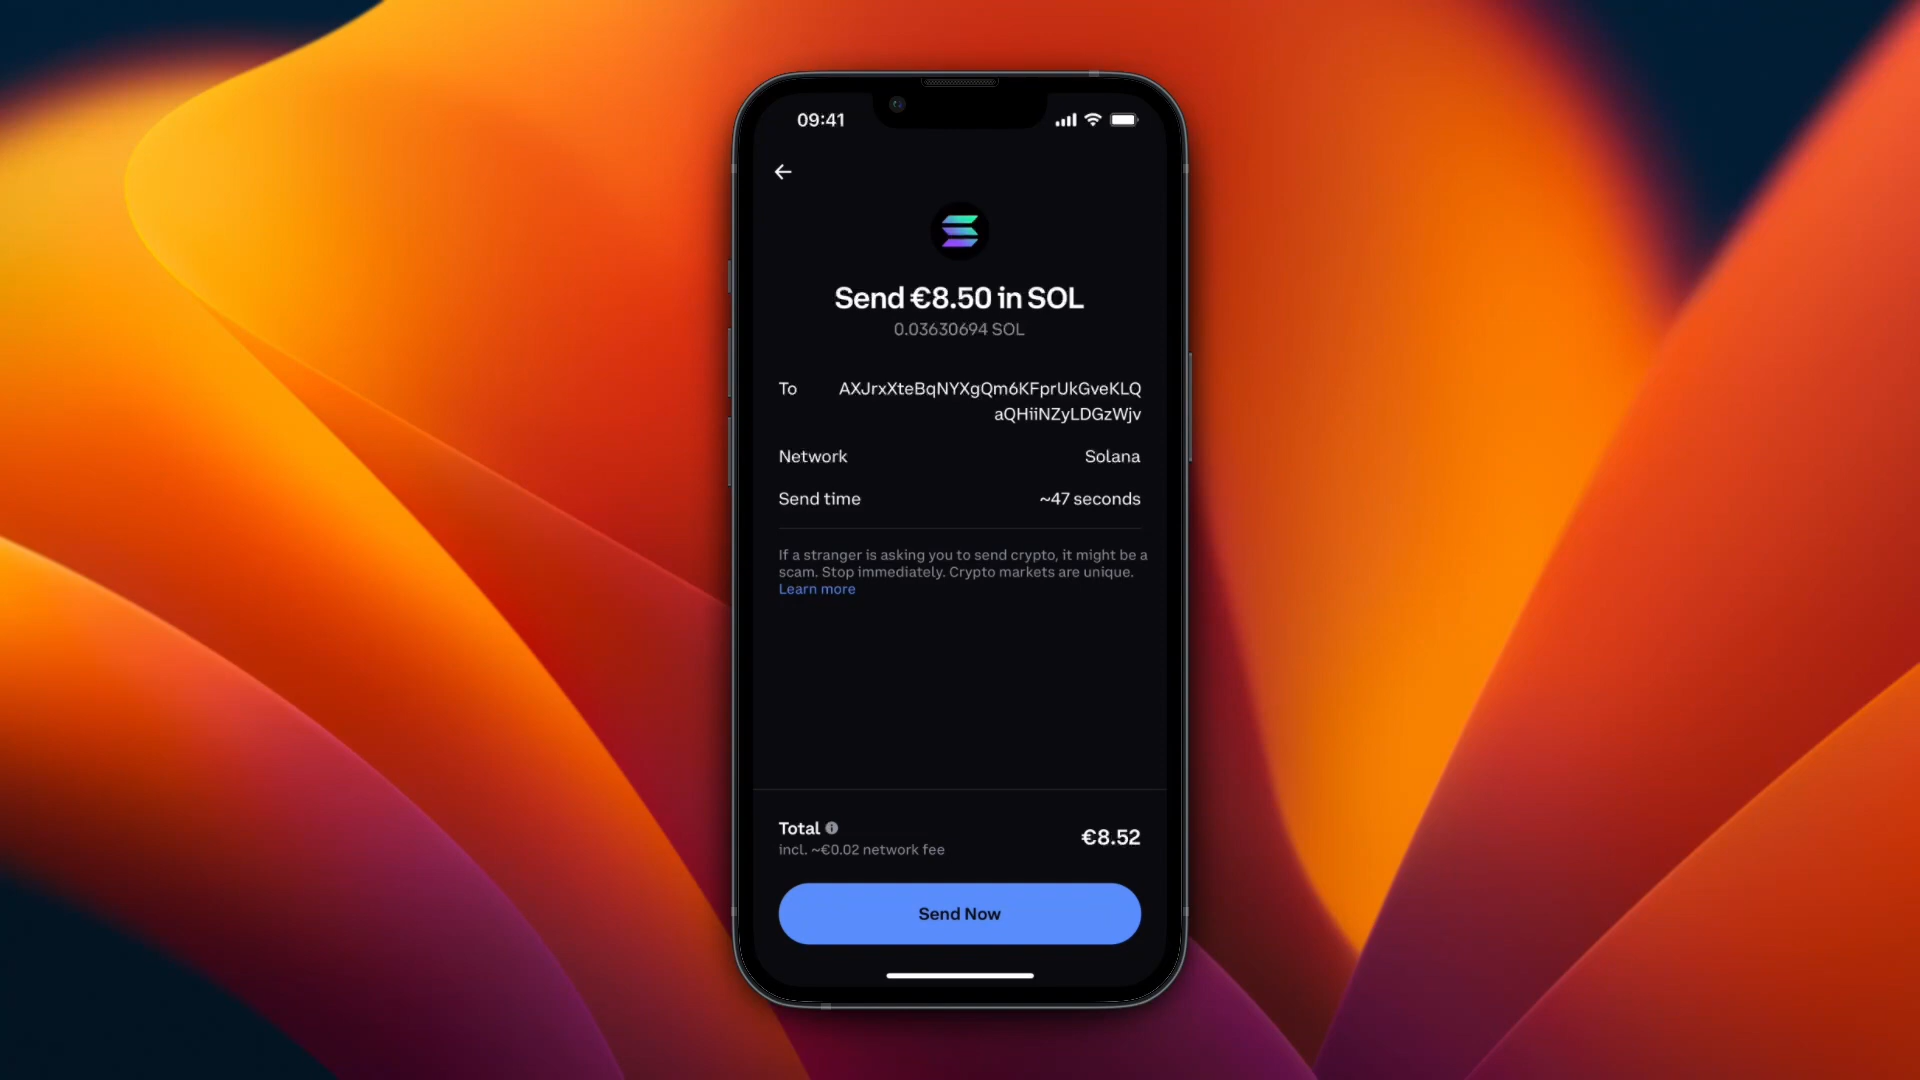 09:41
Send €8.50 in SOL
0.03630694 SOL
To AXJrxXteBqNYXgQm6KFprUkGveKLQ
aQHiiNZyLDGzWjv
Network Solana
Send time ~47 seconds
If a stranger is asking you to send crypto, it might be a
scam. Stop immediately. Crypto markets are unique.
Learn more
Total €8.52
incl. ~€0.02 network fee
Send Now